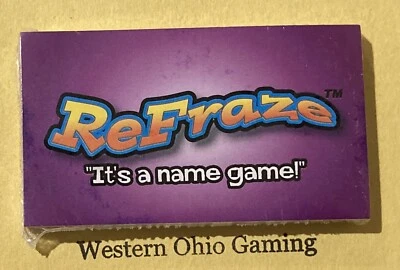 ReFraze™
"It's a name game!"
Western Ohio Gaming